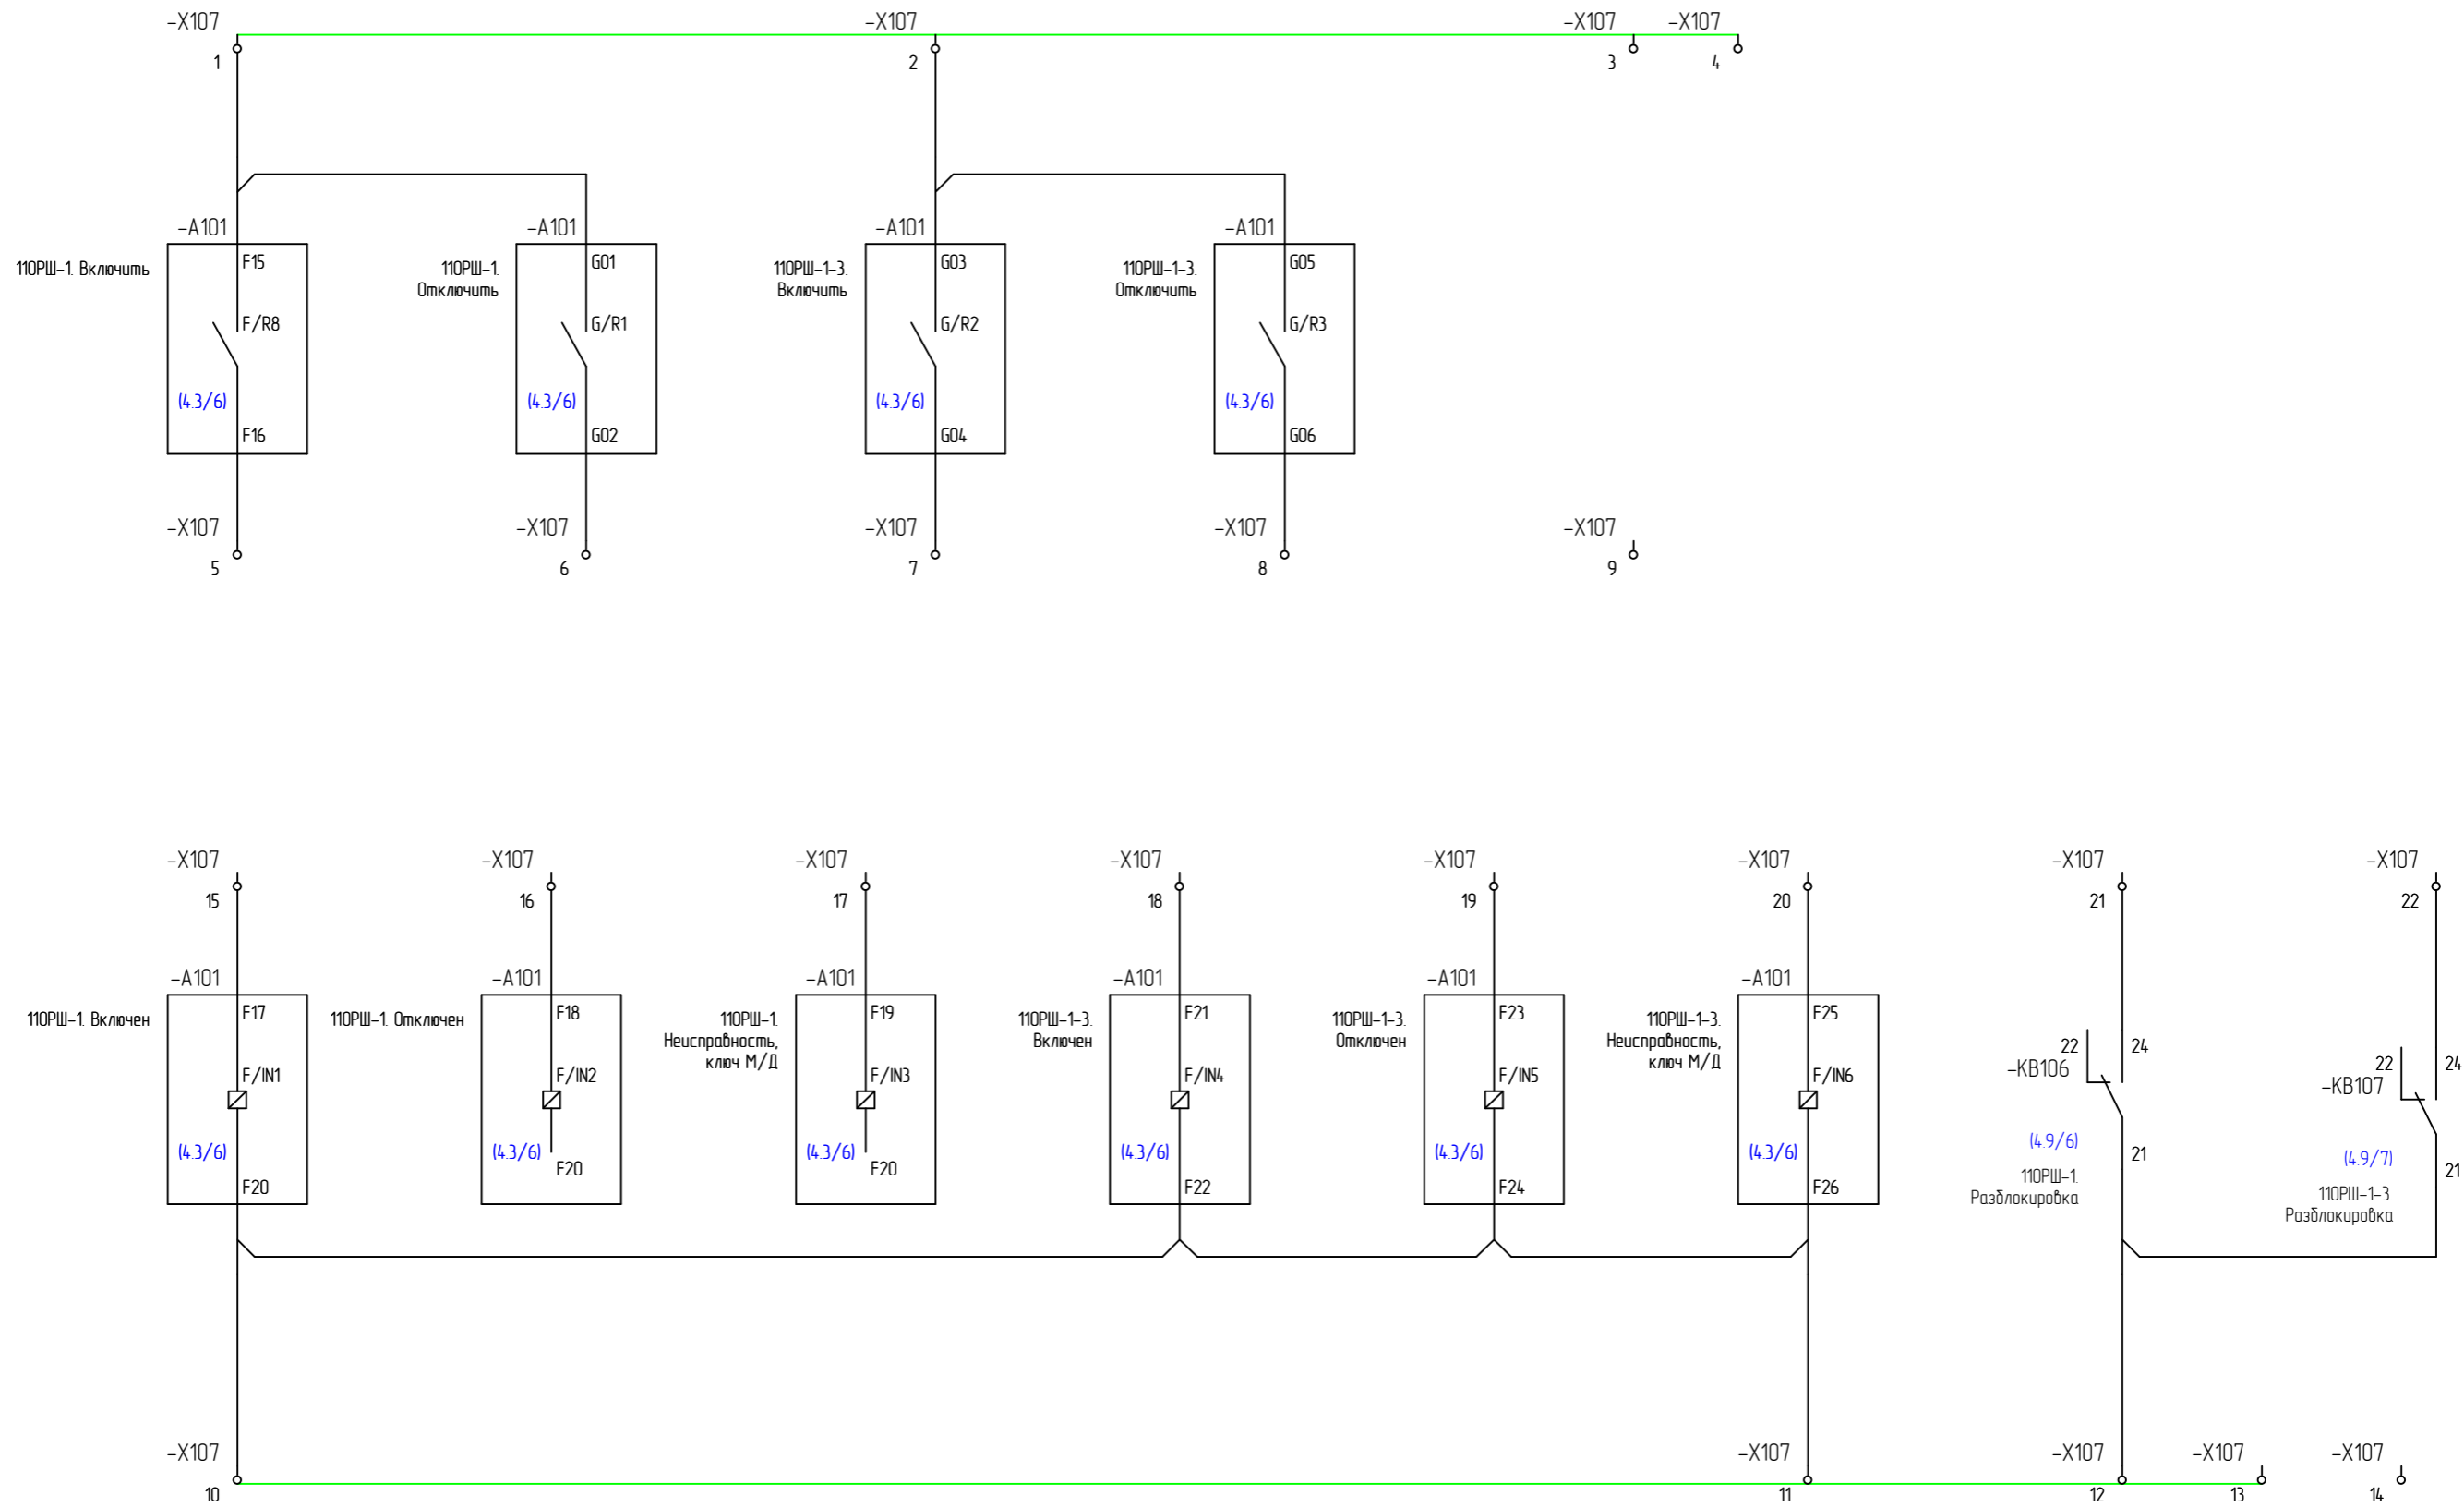 -X107
-X107
-X107
-X107
1
2
3
4
-A101
-A101
-A101
-A101
110РШ-1. Включить
F15
F/R8
(4.3/6)
F16
110РШ-1.
Отключить
G01
G/R1
(4.3/6)
G02
110РШ-1-3.
Включить
G03
G/R2
(4.3/6)
G04
110РШ-1-3.
Отключить
G05
G/R3
(4.3/6)
G06
-X107
-X107
-X107
-X107
-X107
5
6
7
8
9
-X107
-X107
-X107
-X107
-X107
-X107
-X107
-X107
15
16
17
18
19
20
21
22
-A101
-A101
-A101
-A101
-A101
-A101
110РШ-1. Включен
F17
F/IN1
(4.3/6)
F20
110РШ-1. Отключен
F18
F/IN2
(4.3/6)
F20
110РШ-1.
Неисправность,
ключ М/Д
F19
F/IN3
(4.3/6)
F20
110РШ-1-3.
Включен
F21
F/IN4
(4.3/6)
F22
110РШ-1-3.
Отключен
F23
F/IN5
(4.3/6)
F24
110РШ-1-3.
Неисправность,
ключ М/Д
F25
F/IN6
(4.3/6)
F26
22
24
-KB106
(4.9/6)
21
110РШ-1.
Разблокировка
22
24
-KB107
(4.9/7)
21
110РШ-1-3.
Разблокировка
-X107
-X107
-X107
-X107
-X107
10
11
12
13
14